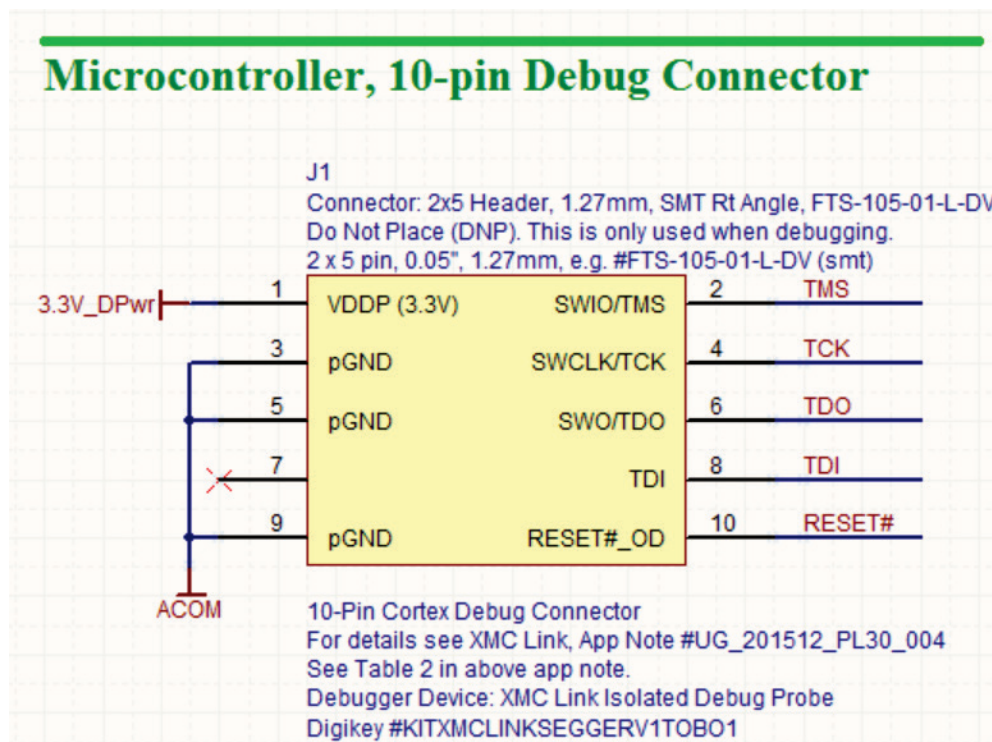 Microcontroller, 10-pin Debug Connector
J1
Connector: 2x5 Header, 1.27mm, SMT Rt Angle, FTS-105-01-L-DV
Do Not Place (DNP). This is only used when debugging.
2 x 5 pin, 0.05", 1.27mm, e.g. #FTS-105-01-L-DV (smt)
3.3V_DPwr 1 VDDP (3.3V) SWIO/TMS 2 TMS
3 pGND SWCLK/TCK 4 TCK
5 pGND SWO/TDO 6 TDO
7 TDI 8 TDI
9 pGND RESET#_OD 10 RESET#
ACOM
10-Pin Cortex Debug Connector
For details see XMC Link, App Note #UG_201512_PL30_004
See Table 2 in above app note.
Debugger Device: XMC Link Isolated Debug Probe
Digikey #KITXMCLINKSEGGERV1TOBO1